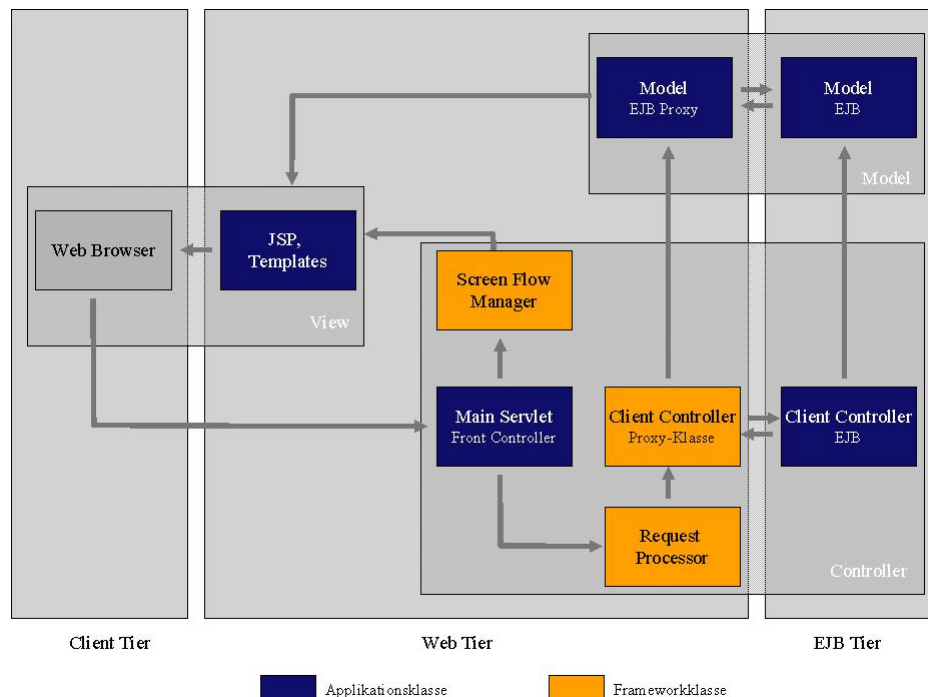 Model
EJB Proxy
Model
EJB
Model
Web Browser
JSP,
Templates
View
Screen Flow
Manager
Main Servlet
Front Controller
Client Controller
Proxy-Klasse
Client Controller
EJB
Request
Processor
Controller
Client Tier
Web Tier
EJB Tier
Applikationsklasse
Frameworkklasse